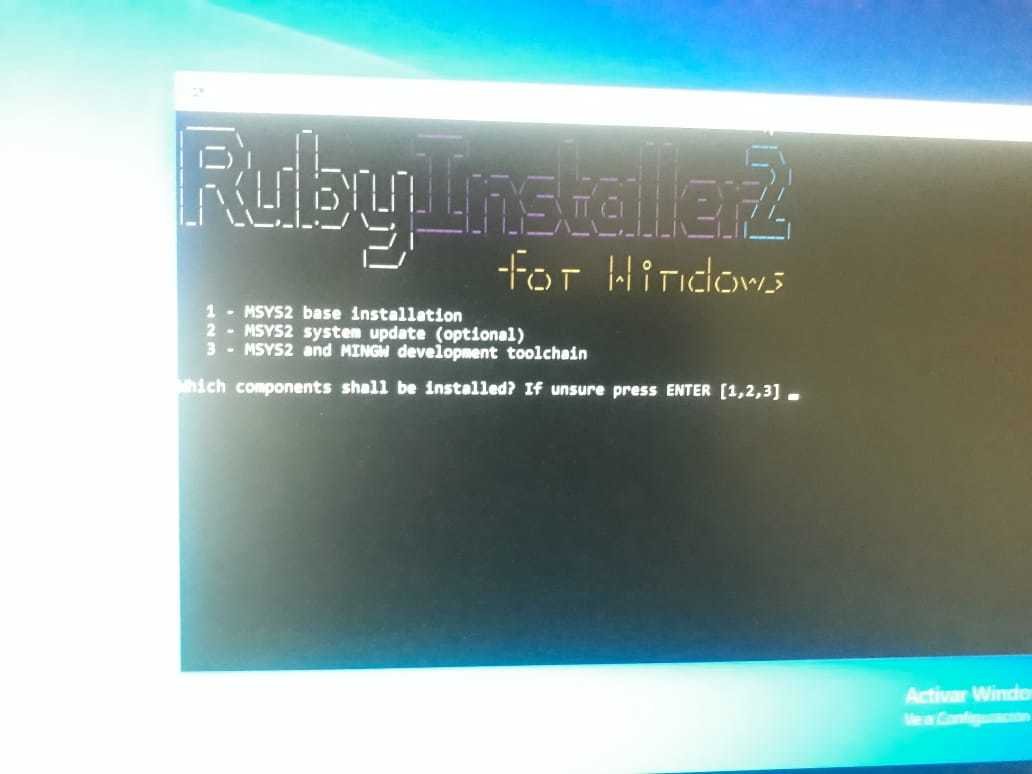 RubyInstaller2
for Windows
1 - MSYS2 base installation
2 - MSYS2 system update (optional)
3 - MSYS2 and MINGW development toolchain
Which components shall be installed? If unsure press ENTER [1,2,3]
Activar Windo
Ve a Configuración